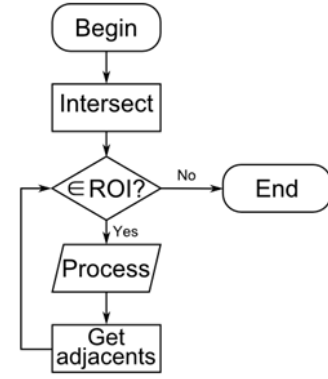 Begin
Intersect
∈ ROI?
No
End
Yes
Process
Get
adjacents